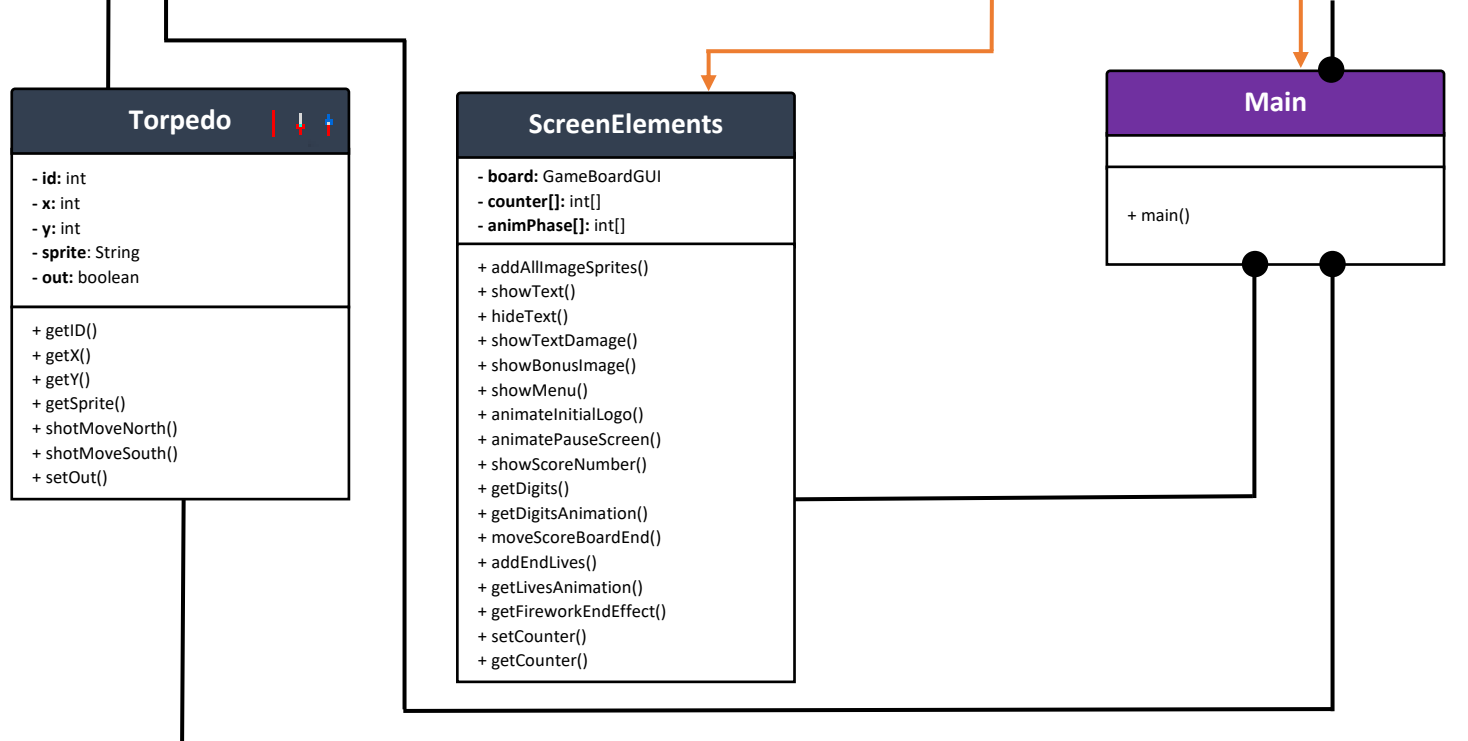 Torpedo
- id: int
- x: int
- y: int
- sprite: String
- out: boolean
+ getID()
+ getX()
+ getY()
+ getSprite()
+ shotMoveNorth()
+ shotMoveSouth()
+ setOut()
ScreenElements
- board: GameBoardGUI
- counter[]: int[]
- animPhase[]: int[]
+ addAllImageSprites()
+ showText()
+ hideText()
+ showTextDamage()
+ showBonusImage()
+ showMenu()
+ animateInitialLogo()
+ animatePauseScreen()
+ showScoreNumber()
+ getDigits()
+ getDigitsAnimation()
+ moveScoreBoardEnd()
+ addEndLives()
+ getLivesAnimation()
+ getFireworkEndEffect()
+ setCounter()
+ getCounter()
Main
+ main()